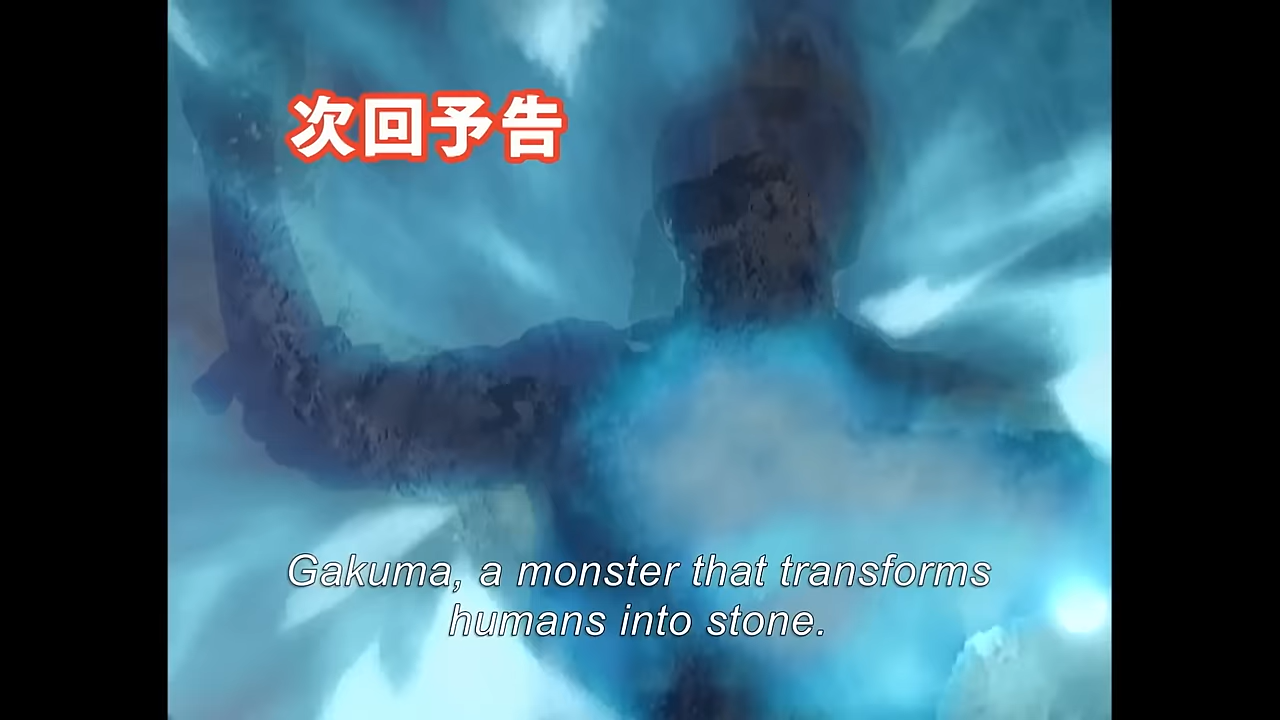 次回予告
Gakuma, a monster that transforms
humans into stone.